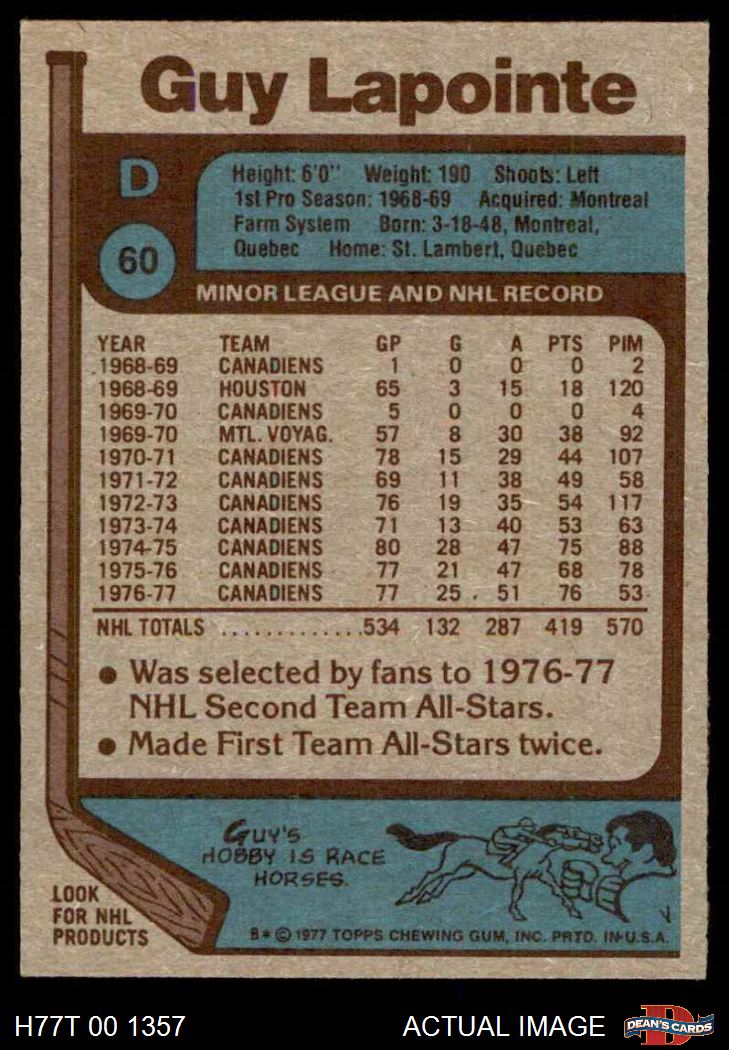 Guy Lapointe
D
Height: 6'0" Weight: 190 Shoots: Left
1st Pro Season: 1968-69 Acquired: Montreal
Farm System Born: 3-18-48, Montreal,
Quebec Home: St. Lambert, Quebec
60
MINOR LEAGUE AND NHL RECORD
YEAR TEAM GP G A PTS PIM
1968-69 CANADIENS 1 0 0 0 2
1968-69 HOUSTON 65 3 15 18 120
1969-70 CANADIENS 5 0 0 0 4
1969-70 MTL. VOYAG. 57 8 30 38 92
1970-71 CANADIENS 78 15 29 44 107
1971-72 CANADIENS 69 11 38 49 58
1972-73 CANADIENS 76 19 35 54 117
1973-74 CANADIENS 71 13 40 53 63
1974-75 CANADIENS 80 28 47 75 88
1975-76 CANADIENS 77 21 47 68 78
1976-77 CANADIENS 77 25 51 76 53
NHL TOTALS .............534 132 287 419 570
• Was selected by fans to 1976-77
NHL Second Team All-Stars.
• Made First Team All-Stars twice.
GUY'S
HOBBY IS RACE
HORSES.
LOOK
FOR NHL
PRODUCTS
B* © 1977 TOPPS CHEWING GUM, INC. PRTD. IN U.S.A.
H77T 00 1357 ACTUAL IMAGE
D
DEAN'S CARDS